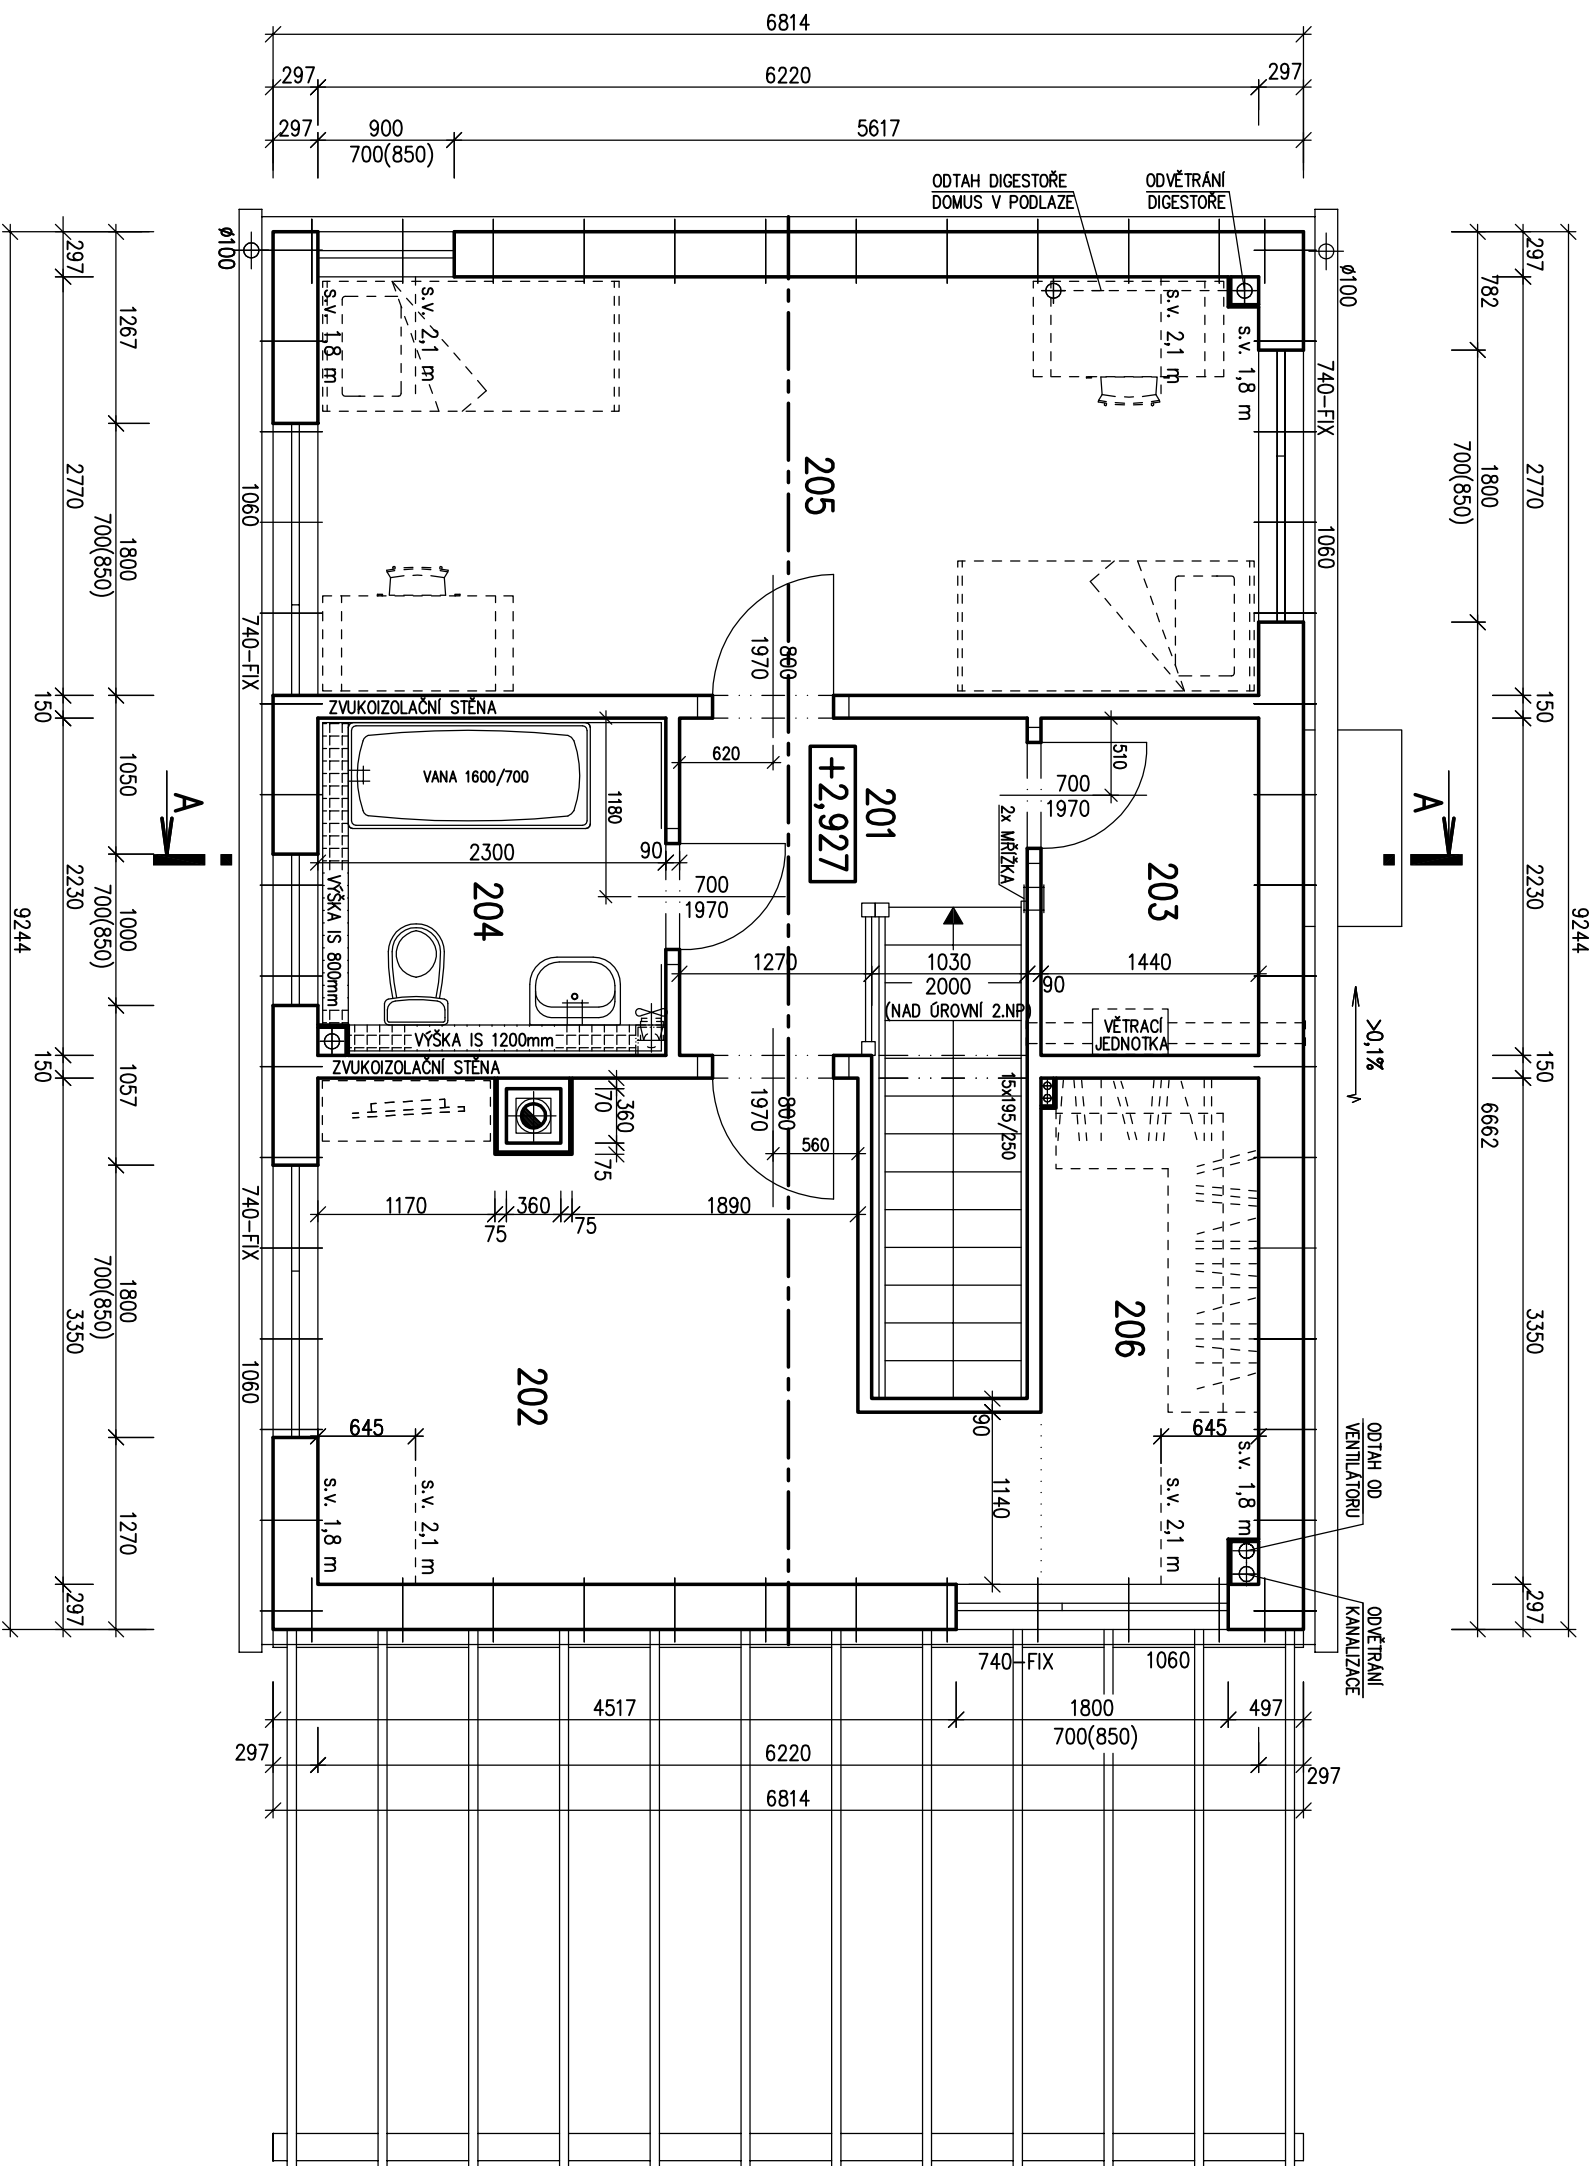 6814
297
6220
297
297
900
700(850)
5617
ODTAH DIGESTOŘE
DOMUS V PODLAZE
ODVĚTRÁNÍ
DIGESTOŘE
ø100
ø100
297
1267
2770
1800
700(850)
150
1050
2230
1000
700(850)
9244
150
1057
3350
1800
700(850)
1270
297
297
782
2770
1800
700(850)
150
2230
9244
150
6662
3350
297
740-FIX
1060
1060
740-FIX
740-FIX
1060
s.v. 1,8 m
s.v. 2,1 m
s.v. 2,1 m
s.v. 1,8 m
205
800
1970
ZVUKOIZOLAČNÍ STĚNA
620
510
VANA 1600/700
1180
+2,927
201
700
1970
2x MŘÍŽKA
A
A
2300
90
204
700
1970
203
VÝŠKA IS 800mm
1270
1030
2000
(NAD ÚROVNÍ 2.NP)
90
1440
VĚTRACÍ
JEDNOTKA
>0,1%
VÝŠKA IS 1200mm
ZVUKOIZOLAČNÍ STĚNA
70
360
75
800
1970
560
15x195/250
1170
75
360
75
1890
206
202
645
s.v. 1,8 m
s.v. 2,1 m
90
1140
645
s.v. 1,8 m
s.v. 2,1 m
ODTAH OD
VENTILÁTORU
ODVĚTRÁNÍ
KANALIZACE
740-FIX
1060
4517
1800
700(850)
497
297
6220
297
6814